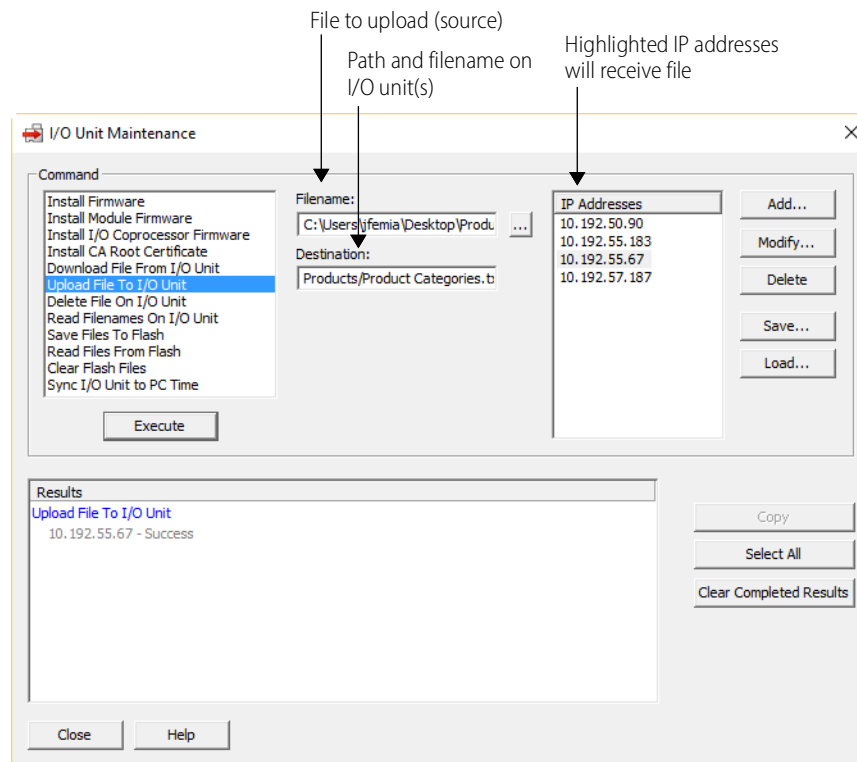 File to upload (source)
Path and filename on
I/O unit(s)
Highlighted IP addresses
will receive file
I/O Unit Maintenance
Command
Install Firmware
Install Module Firmware
Install I/O Coprocessor Firmware
Install CA Root Certificate
Download File From I/O Unit
Upload File To I/O Unit
Delete File On I/O Unit
Read Filenames On I/O Unit
Save Files To Flash
Read Files From Flash
Clear Flash Files
Sync I/O Unit to PC Time
Execute
Filename:
C:\Users\jfemia\Desktop\Produ
...
Destination:
Products/Product Categories.t
IP Addresses
10.192.50.90
10.192.55.183
10.192.55.67
10.192.57.187
Add...
Modify...
Delete
Save...
Load...
Results
Upload File To I/O Unit
10.192.55.67 - Success
Copy
Select All
Clear Completed Results
Close
Help